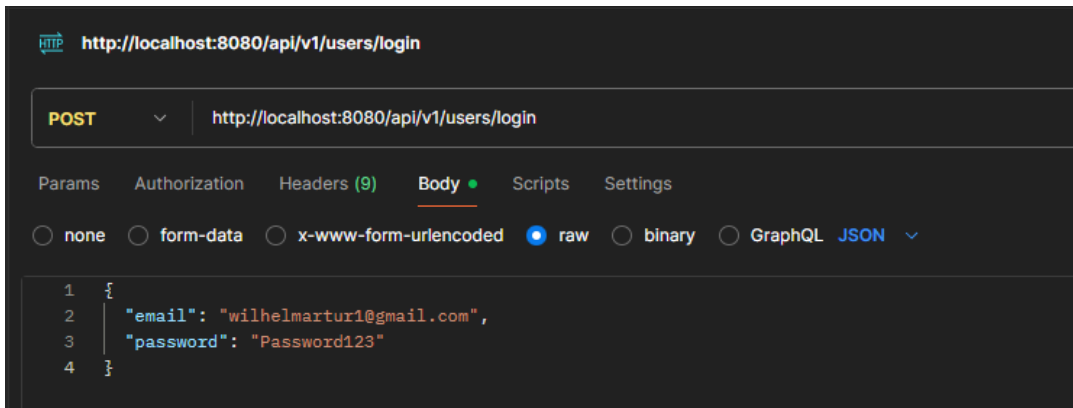 HTTP http://localhost:8080/api/v1/users/login
POST http://localhost:8080/api/v1/users/login
Params Authorization Headers (9) Body Scripts Settings
none form-data x-www-form-urlencoded raw binary GraphQL JSON
1 {
2 "email": "wilhelmartur1@gmail.com",
3 "password": "Password123"
4 }